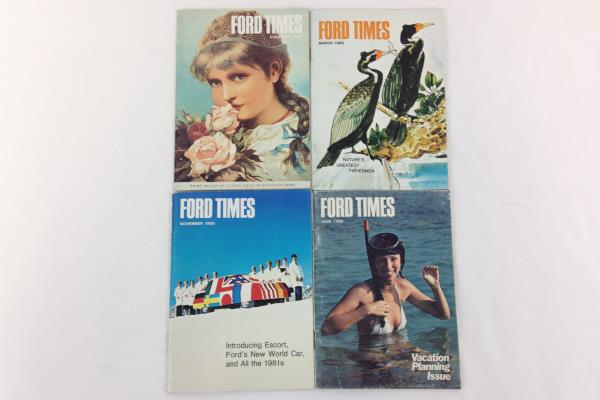 FORD TIMES
FORD TIMES
MARCH 1980
NATURE'S
GREATEST
FISHERMEN
FORD TIMES
NOVEMBER 1980
Introducing Escort,
Ford's New World Car,
and All the 1981s
FORD TIMES
JUNE 1980
Vacation
Planning
Issue